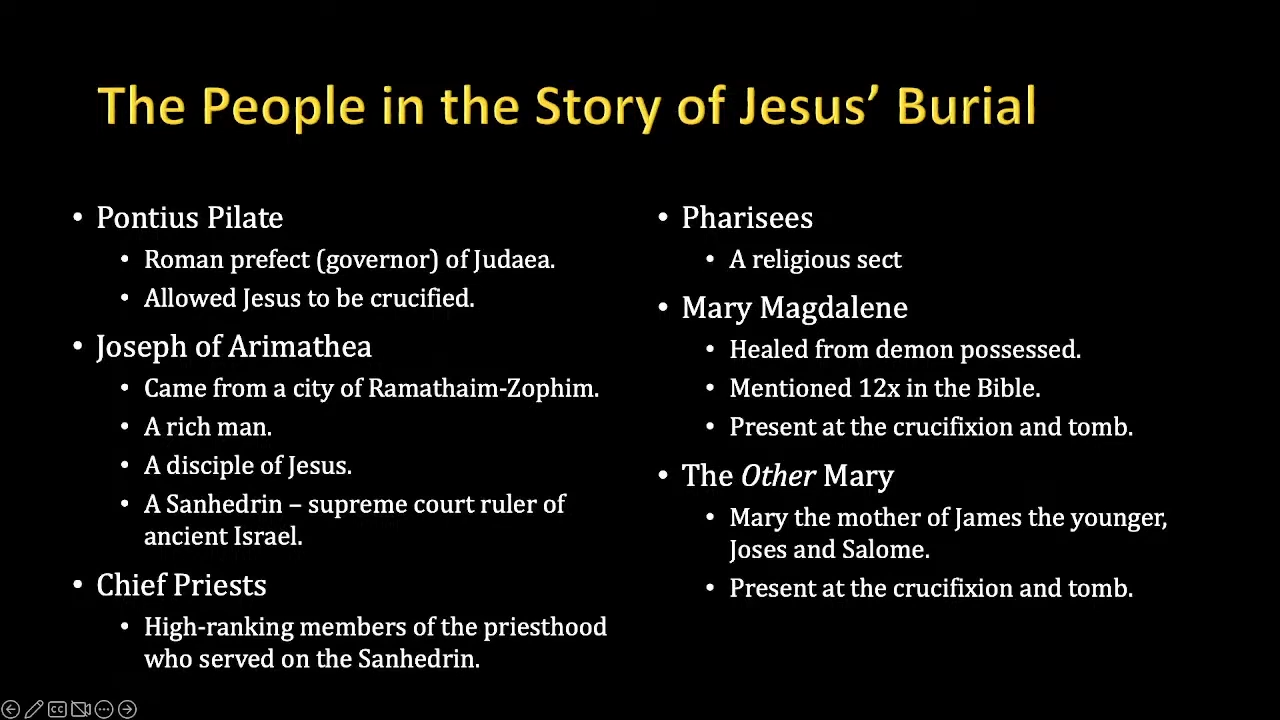 The People in the Story of Jesus’ Burial
• Pontius Pilate
• Roman prefect (governor) of Judaea.
• Allowed Jesus to be crucified.
• Joseph of Arimathea
• Came from a city of Ramathaim-Zophim.
• A rich man.
• A disciple of Jesus.
• A Sanhedrin – supreme court ruler of
ancient Israel.
• Chief Priests
• High-ranking members of the priesthood
who served on the Sanhedrin.
• Pharisees
• A religious sect
• Mary Magdalene
• Healed from demon possessed.
• Mentioned 12x in the Bible.
• Present at the crucifixion and tomb.
• The Other Mary
• Mary the mother of James the younger,
Joses and Salome.
• Present at the crucifixion and tomb.
CC